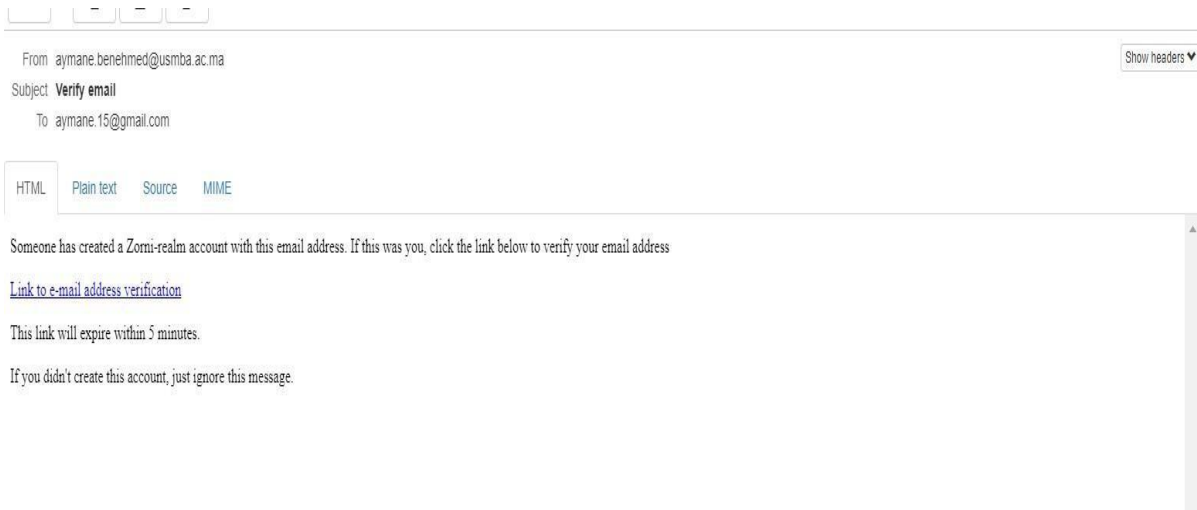 From aymane.benehmed@usmba.ac.ma
Show headers
Subject Verify email
To aymane.15@gmail.com
HTML Plain text Source MIME
Someone has created a Zorni-realm account with this email address. If this was you, click the link below to verify your email address
Link to e-mail address verification
This link will expire within 5 minutes.
If you didn't create this account, just ignore this message.